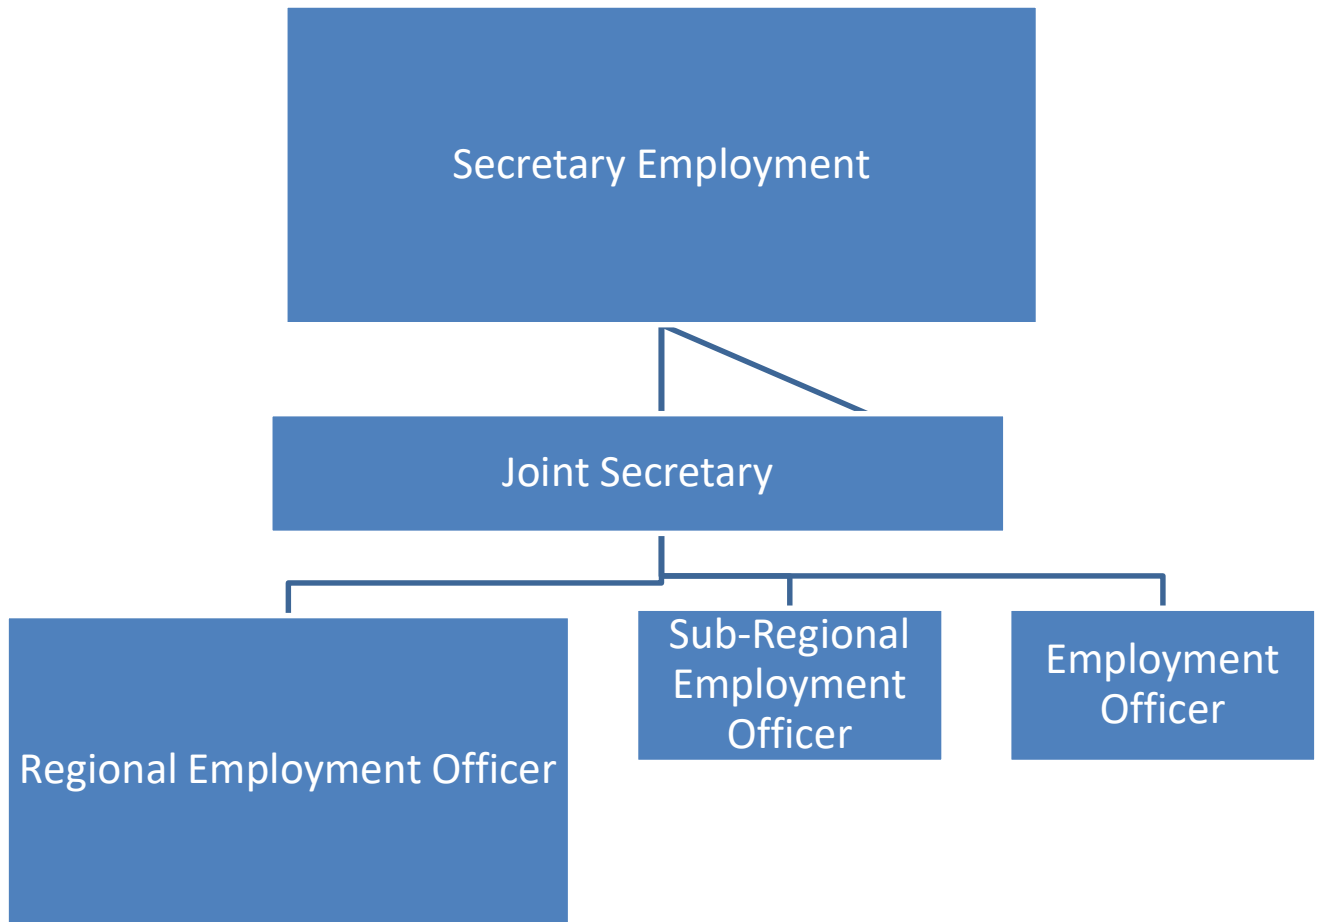 Secretary Employment
Joint Secretary
Regional Employment Officer
Sub-Regional
Employment
Officer
Employment
Officer